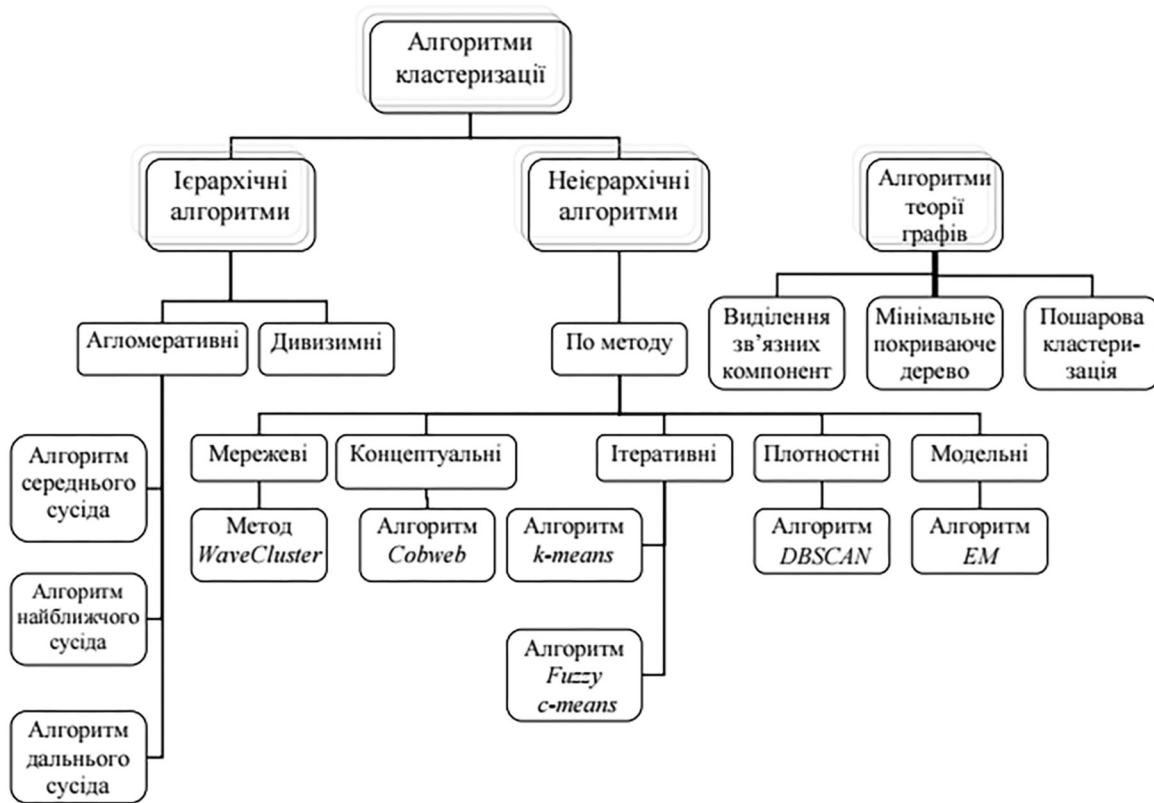 Алгоритми
кластеризації
Ієрархічні
алгоритми
Неієрархічні
алгоритми
Алгоритми
теорії
графів
Агломеративні
Дивизимні
По методу
Виділення
зв’язних
компонент
Мінімальне
покриваюче
дерево
Пошарова
кластери-
зація
Мережеві
Концептуальні
Ітеративні
Плотностні
Модельні
Алгоритм
середнього
сусіда
Метод
WaveCluster
Алгоритм
Cobweb
Алгоритм
k-means
Алгоритм
DBSCAN
Алгоритм
EM
Алгоритм
найближчого
сусіда
Алгоритм
Fuzzy
c-means
Алгоритм
дальнього
сусіда